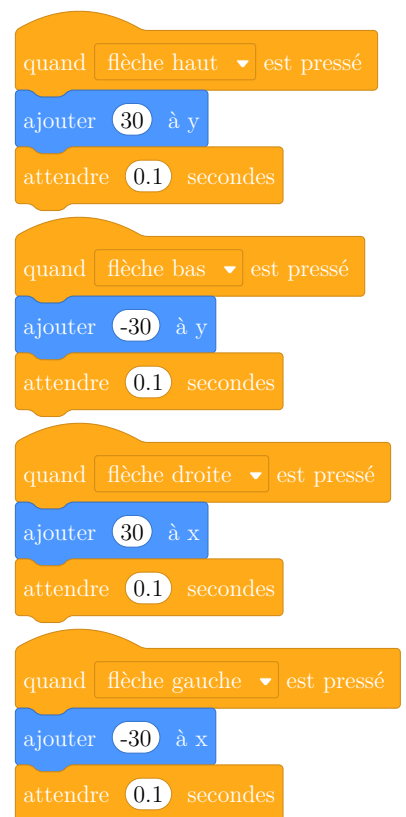 quand flèche haut est pressé
ajouter 30 à y
attendre 0.1 secondes
quand flèche bas est pressé
ajouter -30 à y
attendre 0.1 secondes
quand flèche droite est pressé
ajouter 30 à x
attendre 0.1 secondes
quand flèche gauche est pressé
ajouter -30 à x
attendre 0.1 secondes